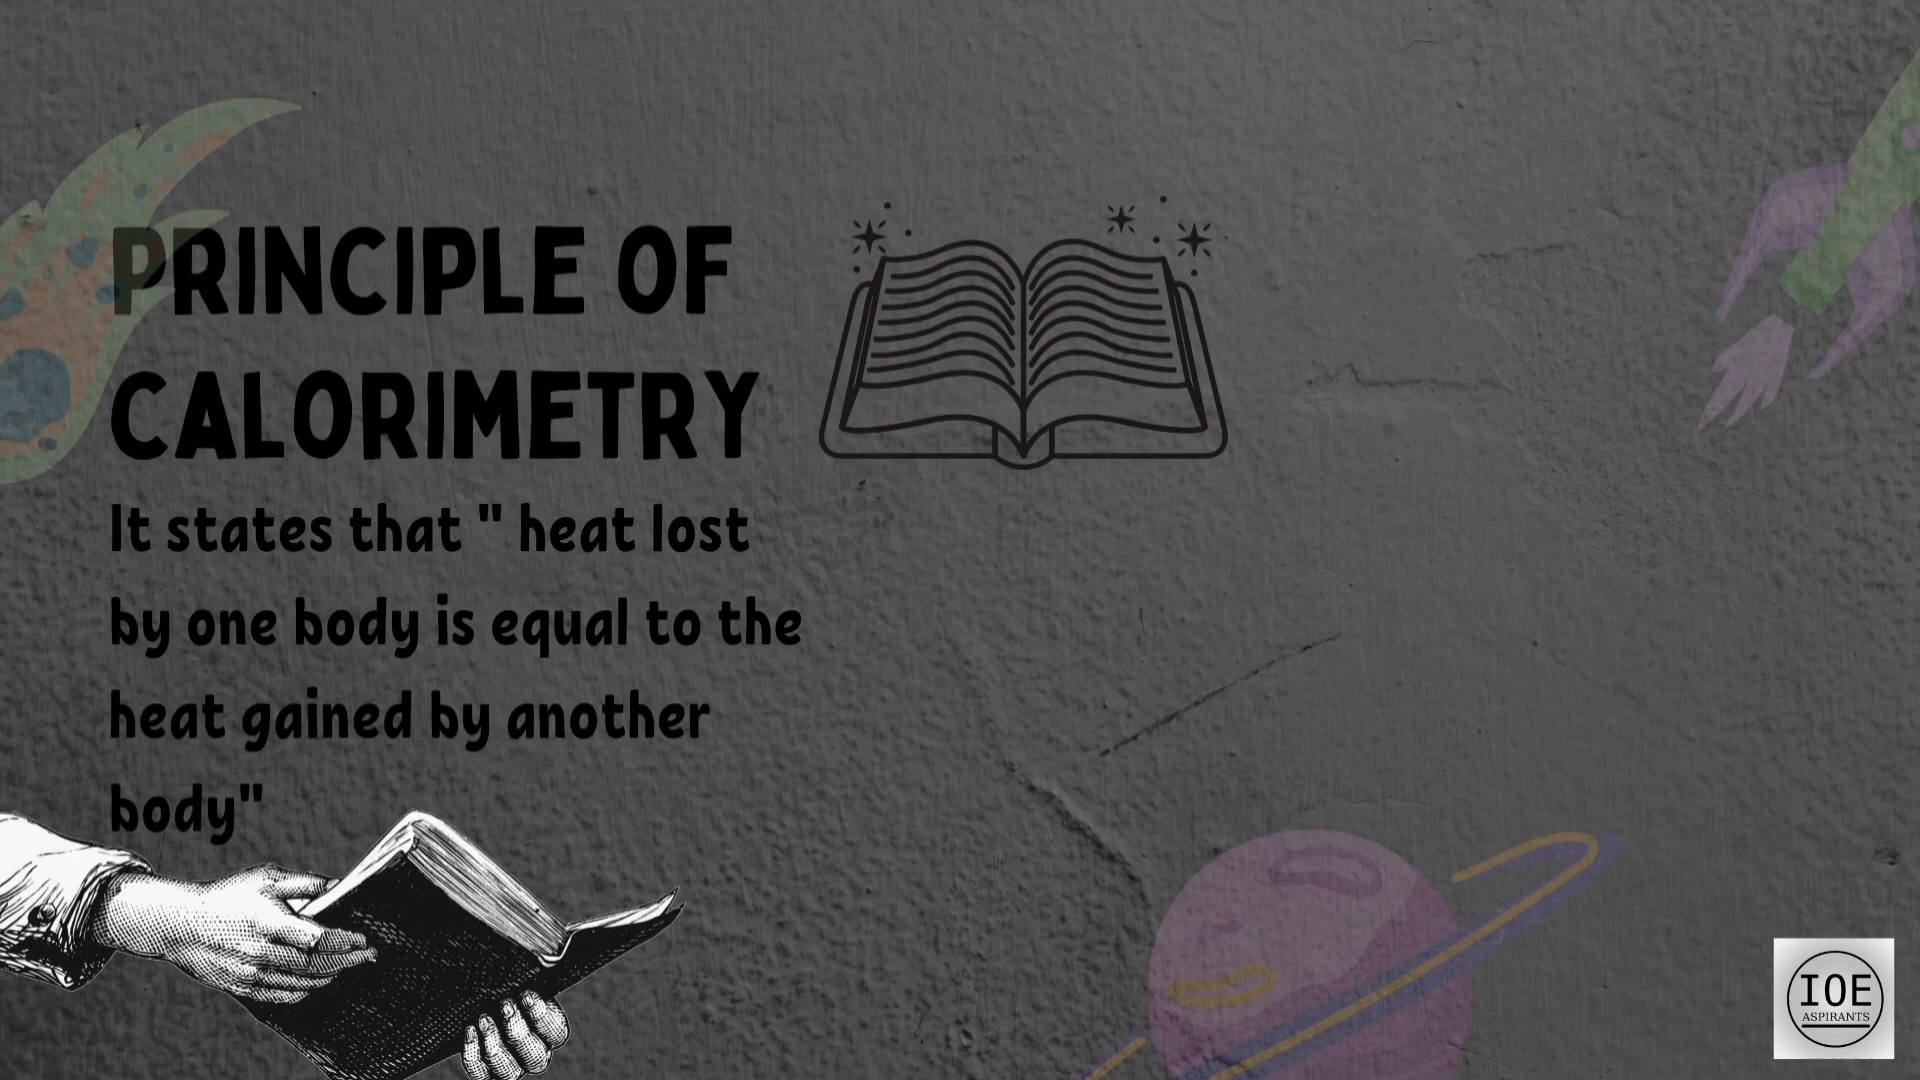 PRINCIPLE OF
CALORIMETRY
It states that " heat lost
by one body is equal to the
heat gained by another
body"
IOE
ASPIRANTS